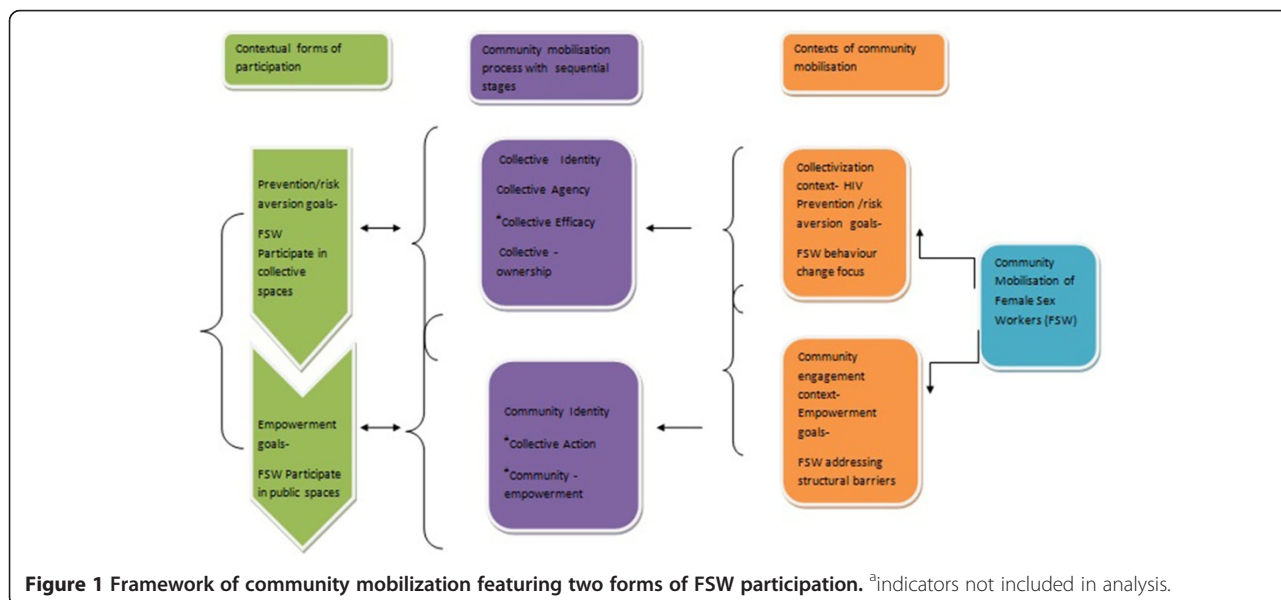 Contextual forms of
participation
Community mobilisation
process with sequential
stages
Contexts of community
mobilisation
Prevention/risk
aversion goals-
FSW
Participate in
collective
spaces
Empowerment
goals-
FSW Participate
in public spaces
Collective Identity
Collective Agency
*Collective Efficacy
Collective -
ownership
Community Identity
*Collective Action
*Community -
empowerment
Collectivization
context- HIV
Prevention /risk
aversion goals-
FSW behaviour
change focus
Community
engagement
context-
Empowerment
goals-
FSW addressing
structural barriers
Community
Mobilisation of
Female Sex
Workers (FSW)
Figure 1 Framework of community mobilization featuring two forms of FSW participation. ᵃindicators not included in analysis.